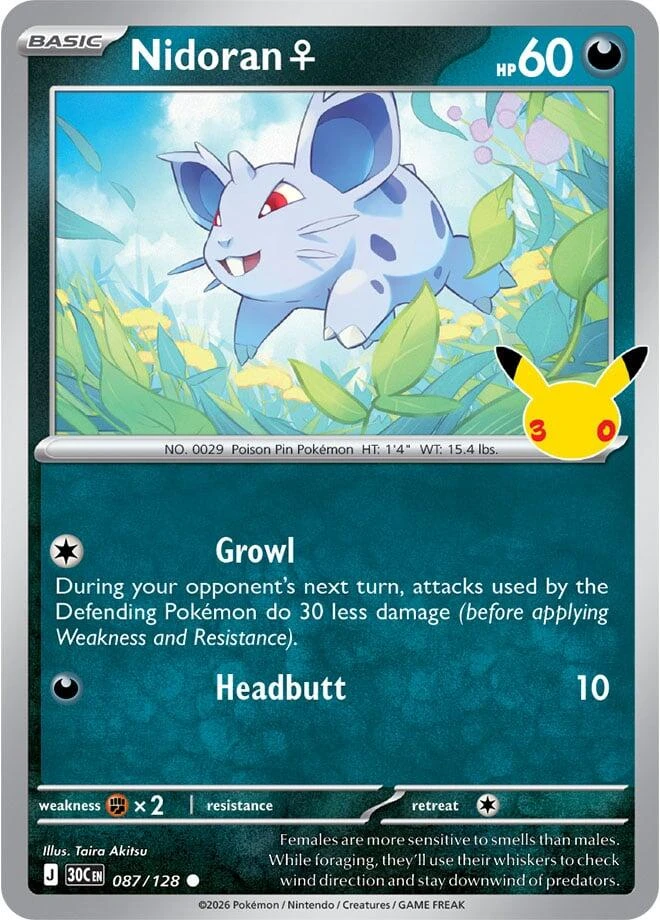 BASIC
Nidoran♀
HP60
30
NO. 0029 Poison Pin Pokémon HT: 1'4" WT: 15.4 lbs.
Growl
During your opponent's next turn, attacks used by the
Defending Pokémon do 30 less damage (before applying
Weakness and Resistance).
Headbutt 10
weakness ×2 resistance retreat
Illus. Taira Akitsu
Females are more sensitive to smells than males.
While foraging, they'll use their whiskers to check
wind direction and stay downwind of predators.
J 30C EN 087/128
©2026 Pokémon / Nintendo / Creatures / GAME FREAK